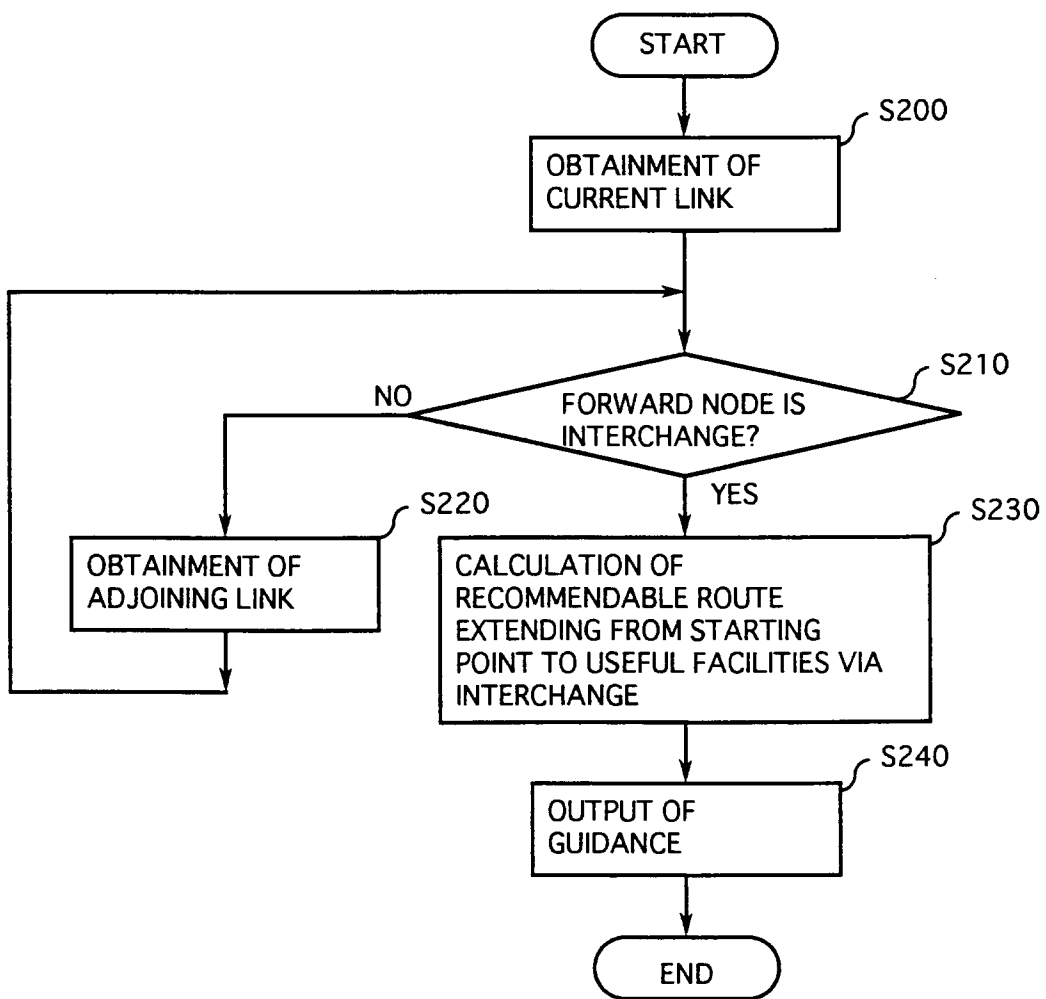 START
S200
OBTAINMENT OF
CURRENT LINK
S210
NO
FORWARD NODE IS
INTERCHANGE?
YES
S220
OBTAINMENT OF
ADJOINING LINK
S230
CALCULATION OF
RECOMMENDABLE ROUTE
EXTENDING FROM STARTING
POINT TO USEFUL FACILITIES VIA
INTERCHANGE
S240
OUTPUT OF
GUIDANCE
END